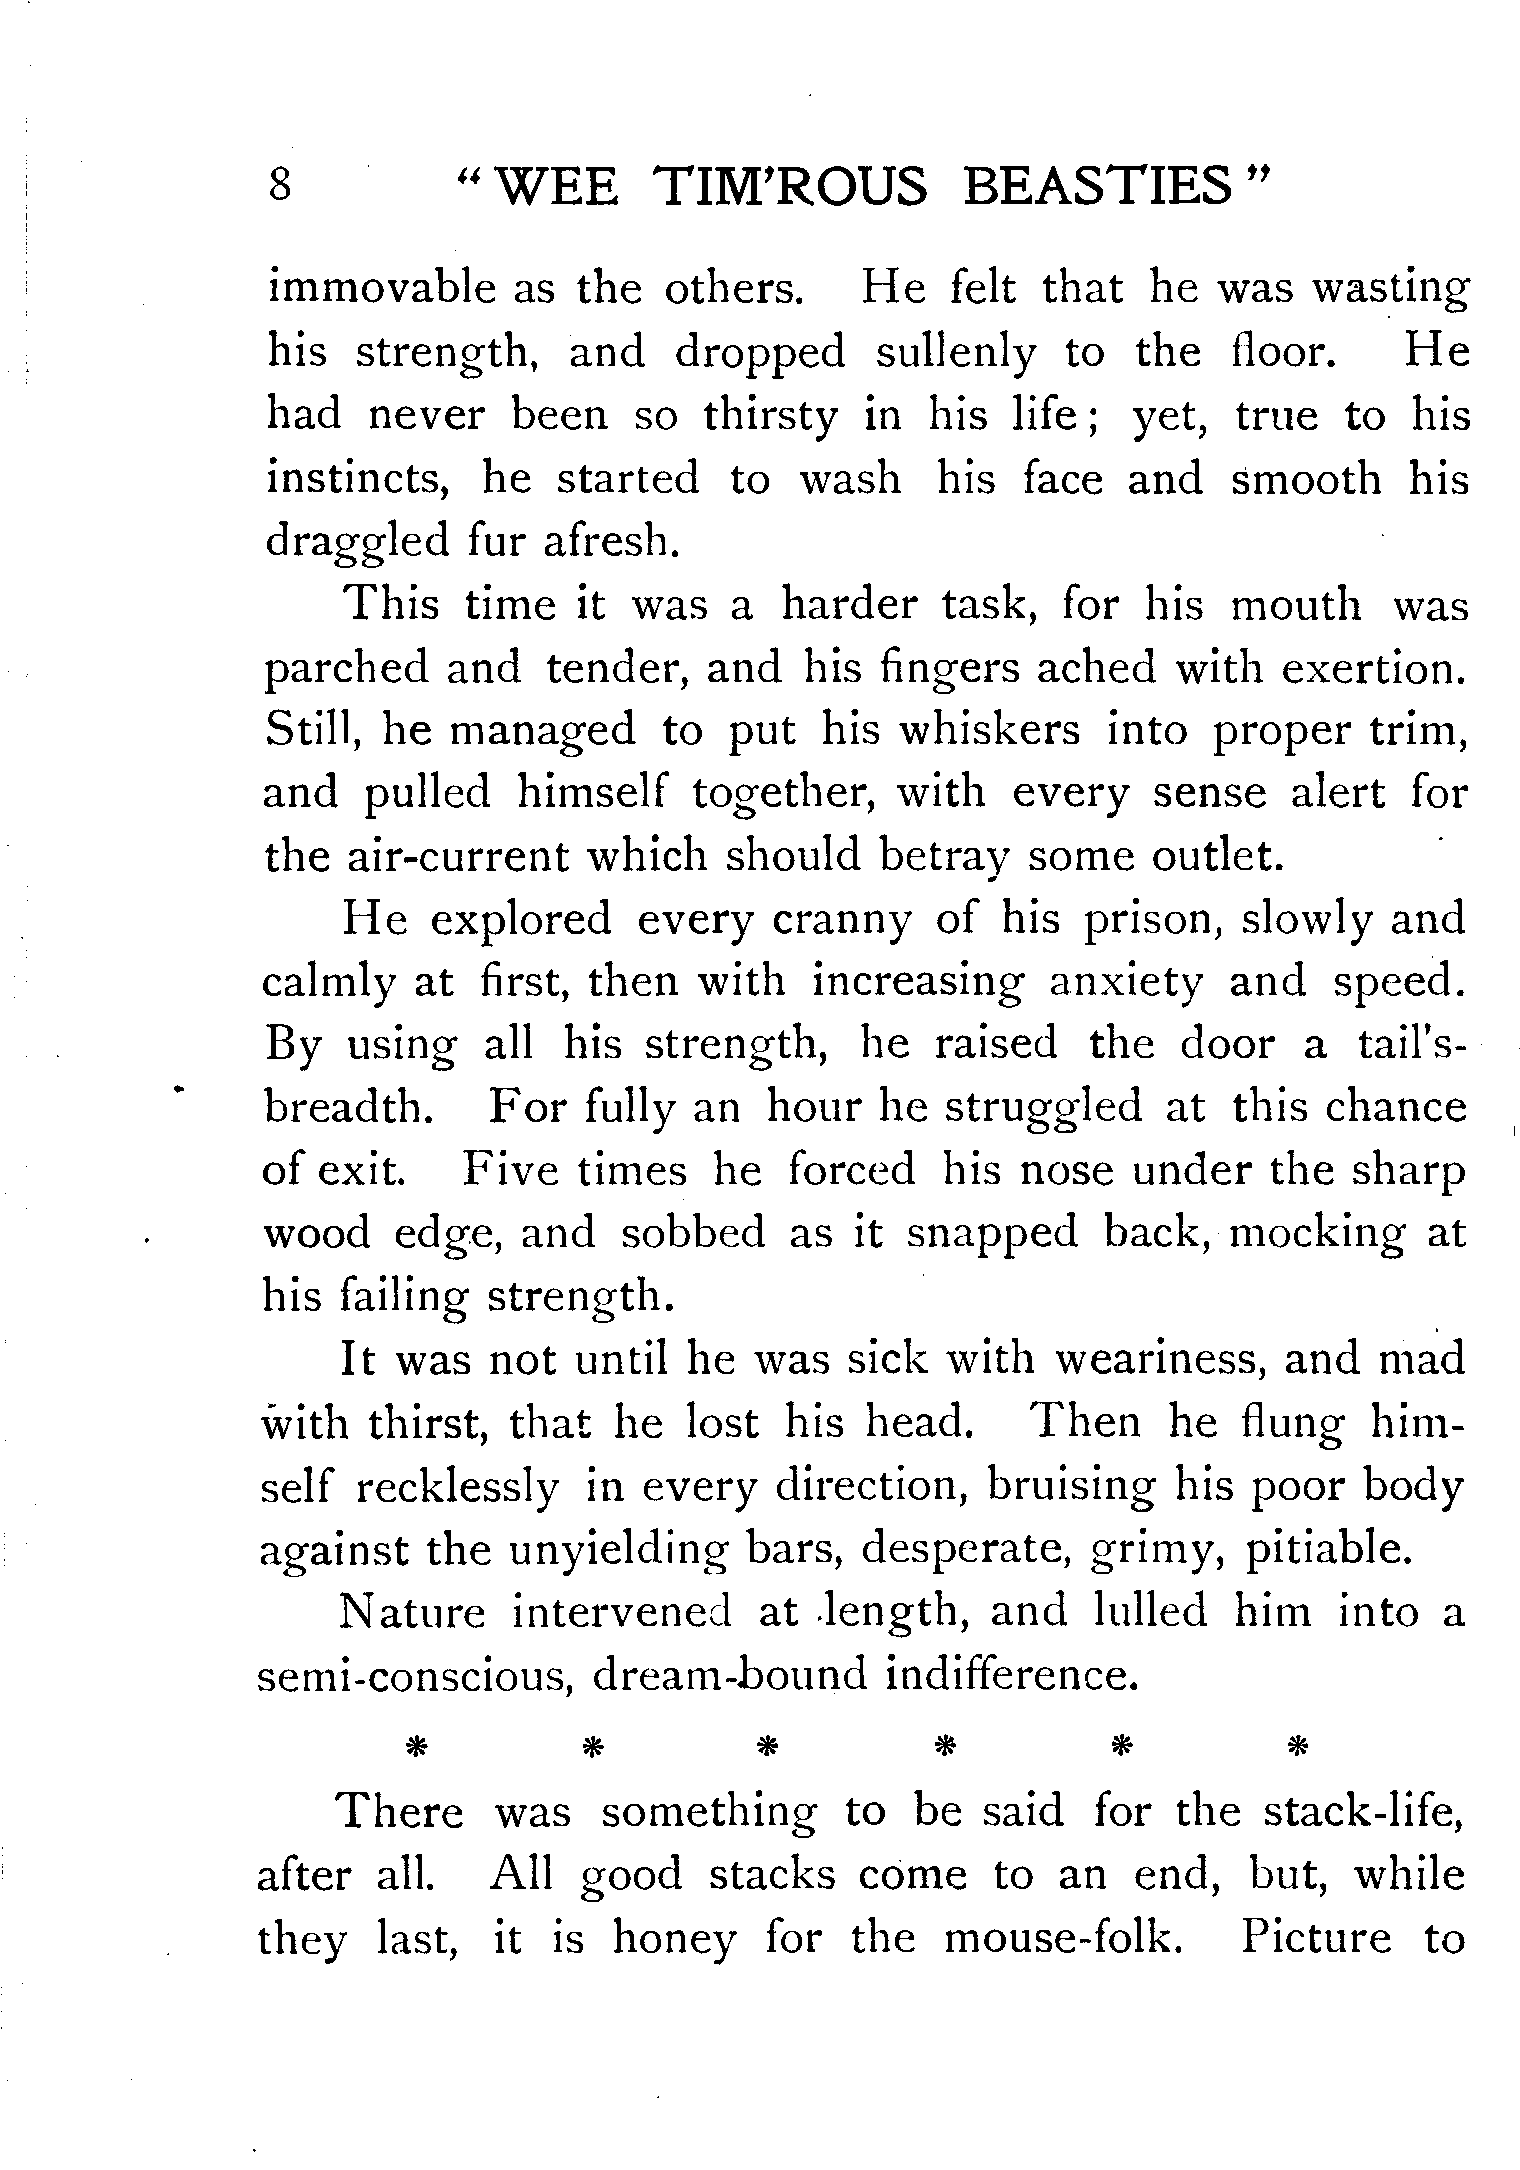 8 “WEE TIM'ROUS BEASTIES”
immovable as the others. He felt that he was wasting
his strength, and dropped sullenly to the floor. He
had never been so thirsty in his life; yet, true to his
instincts, he started to wash his face and smooth his
draggled fur afresh.
This time it was a harder task, for his mouth was
parched and tender, and his fingers ached with exertion.
Still, he managed to put his whiskers into proper trim,
and pulled himself together, with every sense alert for
the air-current which should betray some outlet.
He explored every cranny of his prison, slowly and
calmly at first, then with increasing anxiety and speed.
By using all his strength, he raised the door a tail's-
breadth. For fully an hour he struggled at this chance
of exit. Five times he forced his nose under the sharp
wood edge, and sobbed as it snapped back, mocking at
his failing strength.
It was not until he was sick with weariness, and mad
with thirst, that he lost his head. Then he flung him-
self recklessly in every direction, bruising his poor body
against the unyielding bars, desperate, grimy, pitiable.
Nature intervened at length, and lulled him into a
semi-conscious, dream-bound indifference.
* * * * * *
There was something to be said for the stack-life,
after all. All good stacks come to an end, but, while
they last, it is honey for the mouse-folk. Picture to